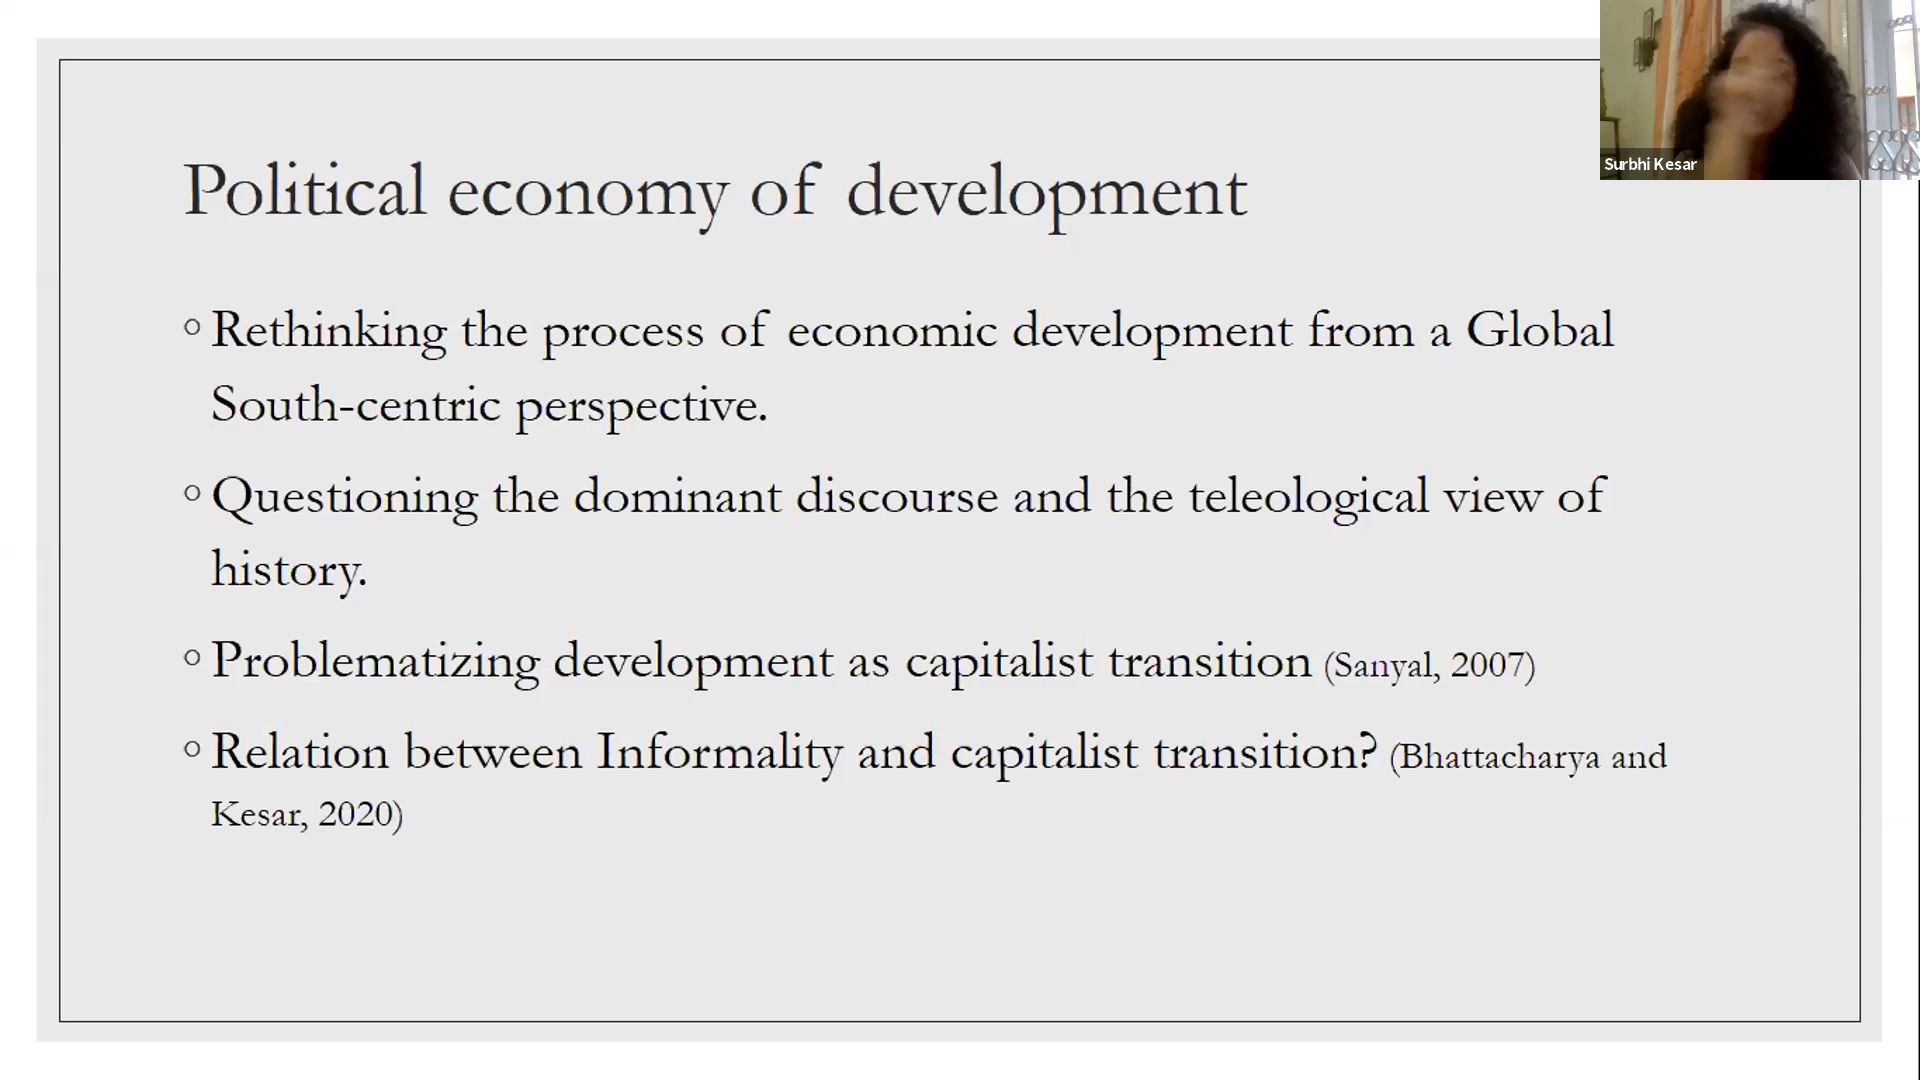 Surbhi Kesar
Political economy of development
Rethinking the process of economic development from a Global
South-centric perspective.
Questioning the dominant discourse and the teleological view of
history.
Problematizing development as capitalist transition (Sanyal, 2007)
Relation between Informality and capitalist transition? (Bhattacharya and
Kesar, 2020)